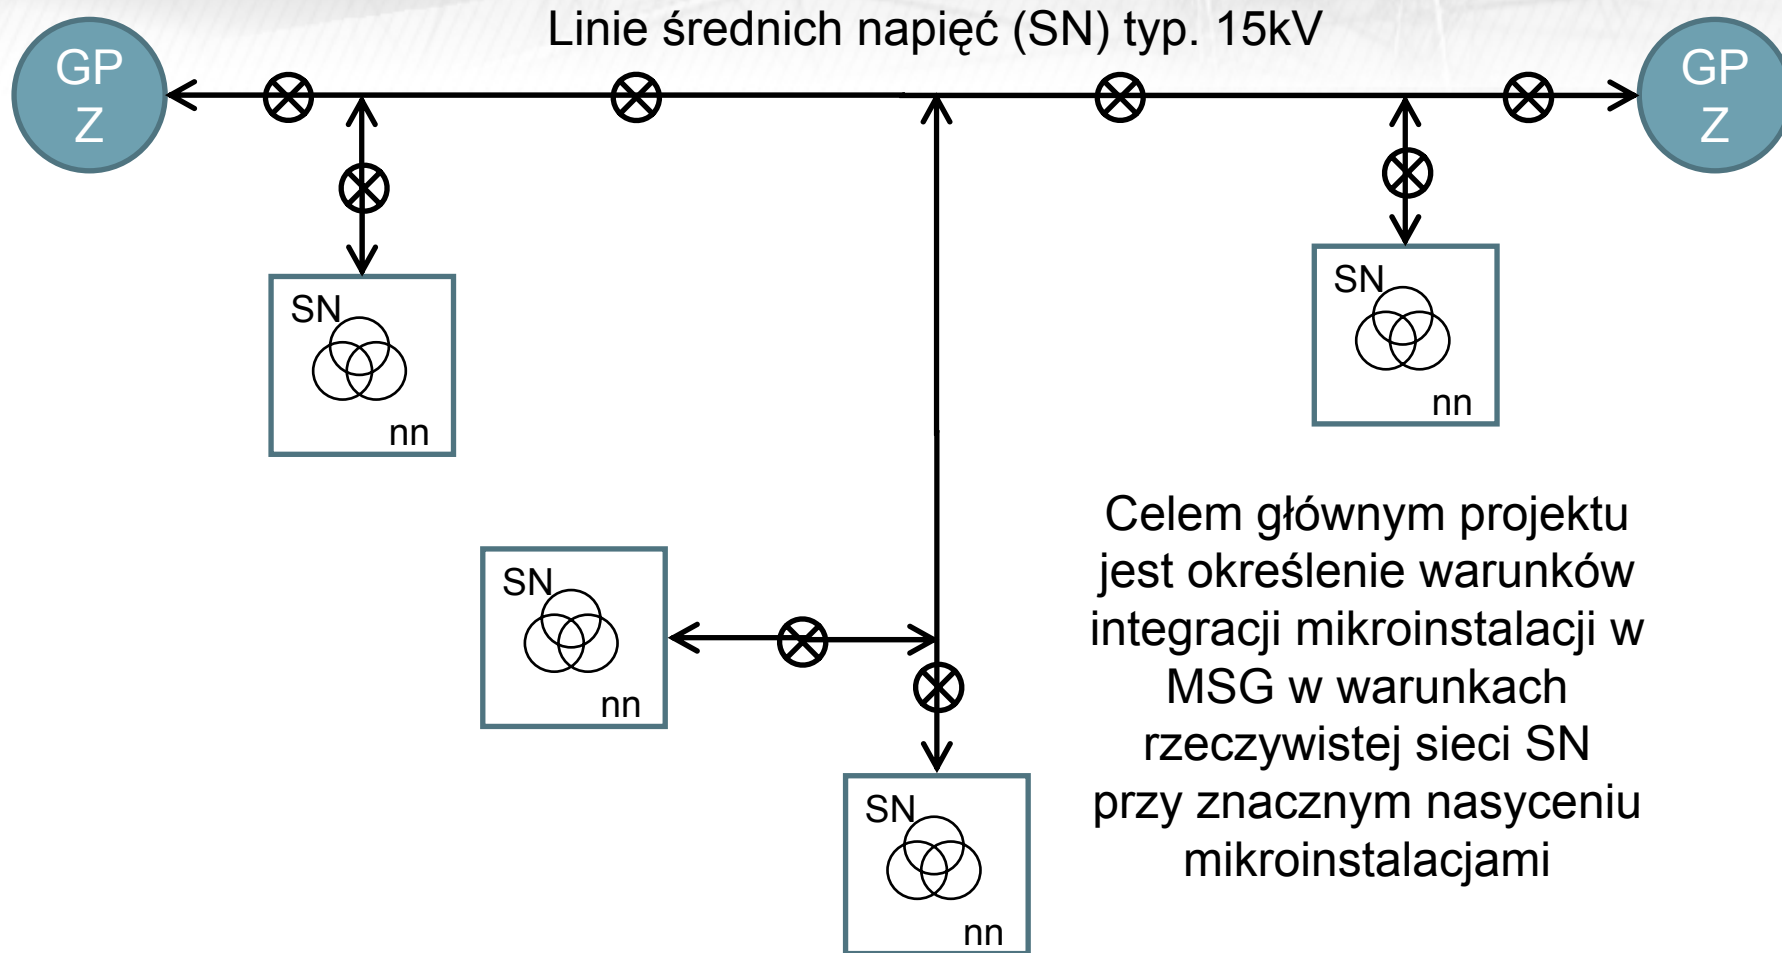 Linie średnich napięć (SN) typ. 15kV
GP
Z
GP
Z
SN
nn
SN
nn
SN
nn
SN
nn
Celem głównym projektu
jest określenie warunków
integracji mikroinstalacji w
MSG w warunkach
rzeczywistej sieci SN
przy znacznym nasyceniu
mikroinstalacjami